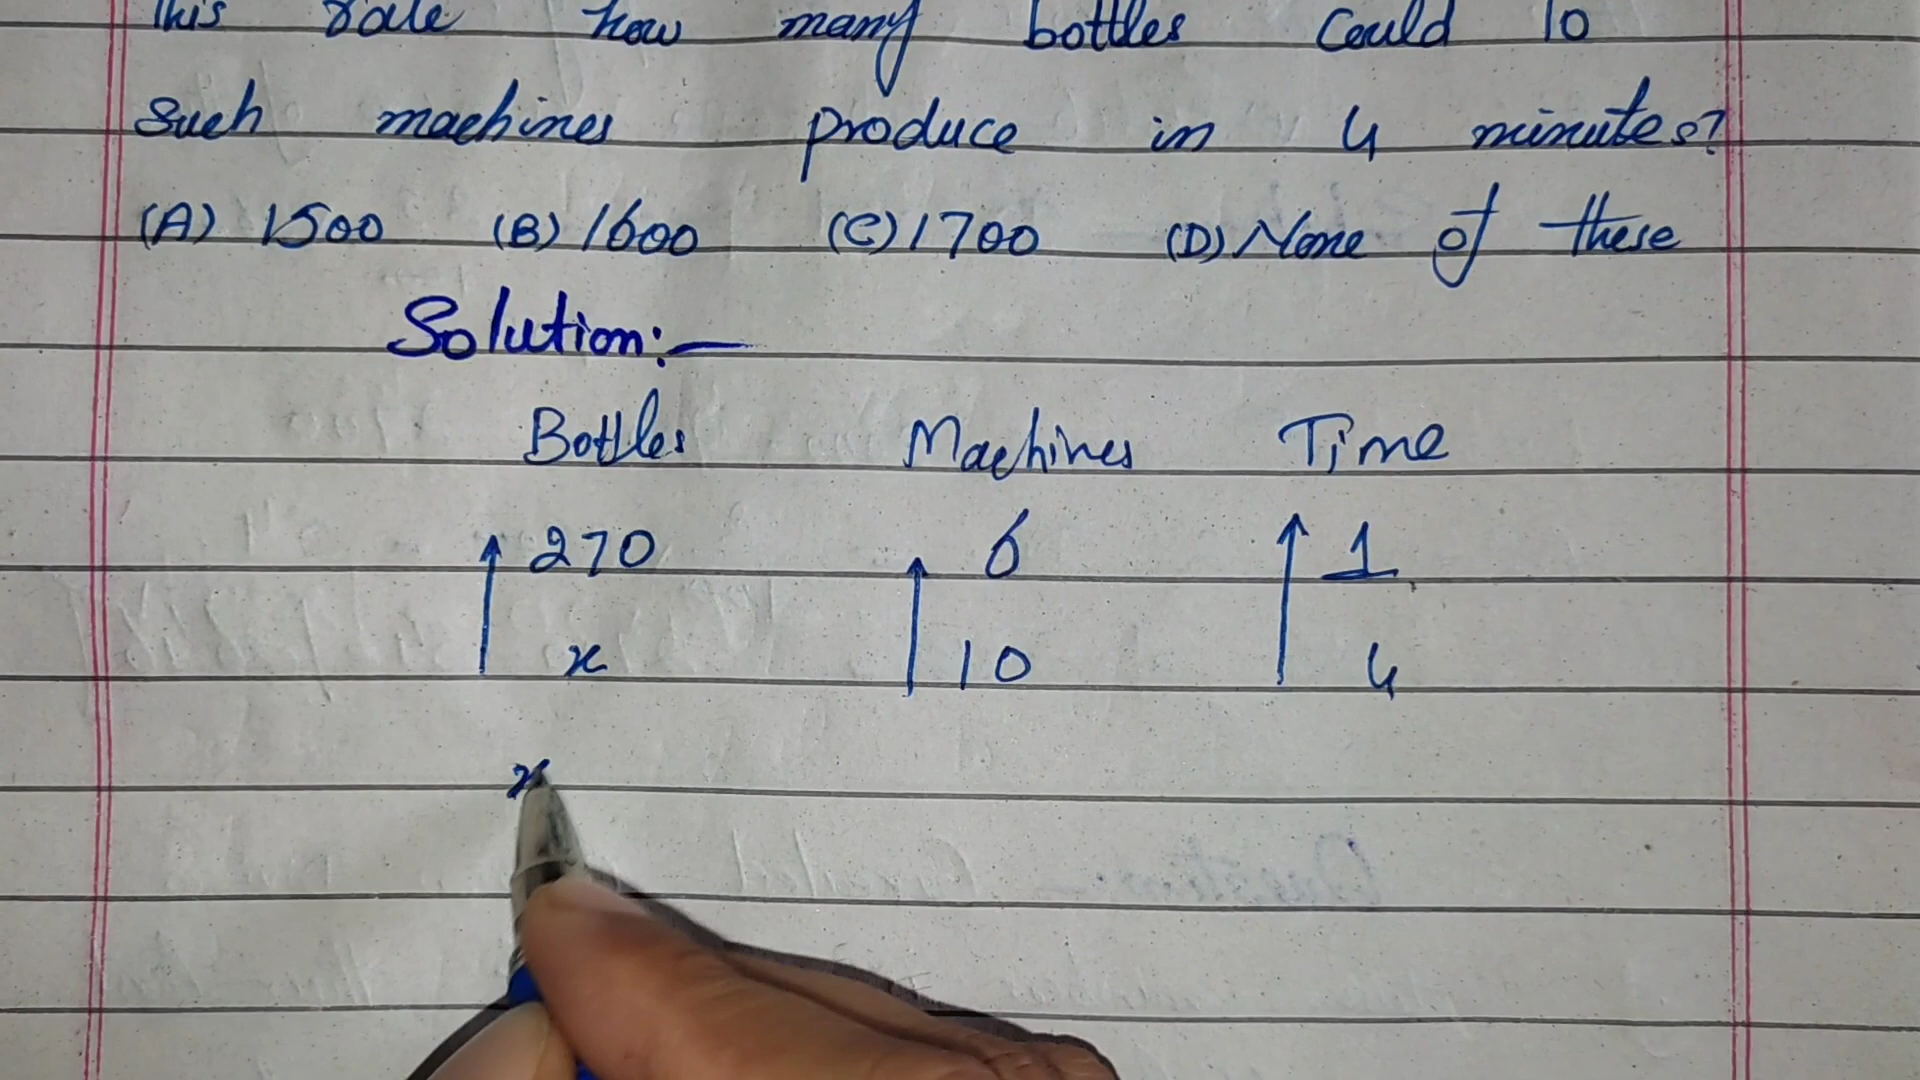 This rate how many bottles could 10
such machines produce in 4 minutes?
(A) 1500 (B) 1600 (C) 1700 (D) None of these
Solution:-
Bottles Machines Time
270 6 1
x 10 4
x